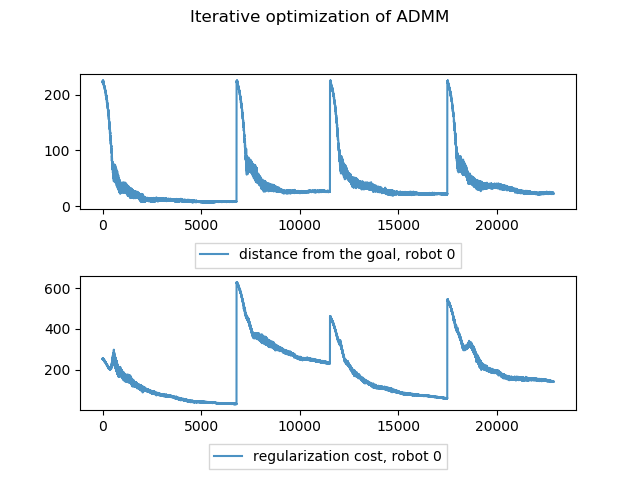 Iterative optimization of ADMM
200
100
0
0 5000 10000 15000 20000
distance from the goal, robot 0
600
400
200
0 5000 10000 15000 20000
regularization cost, robot 0